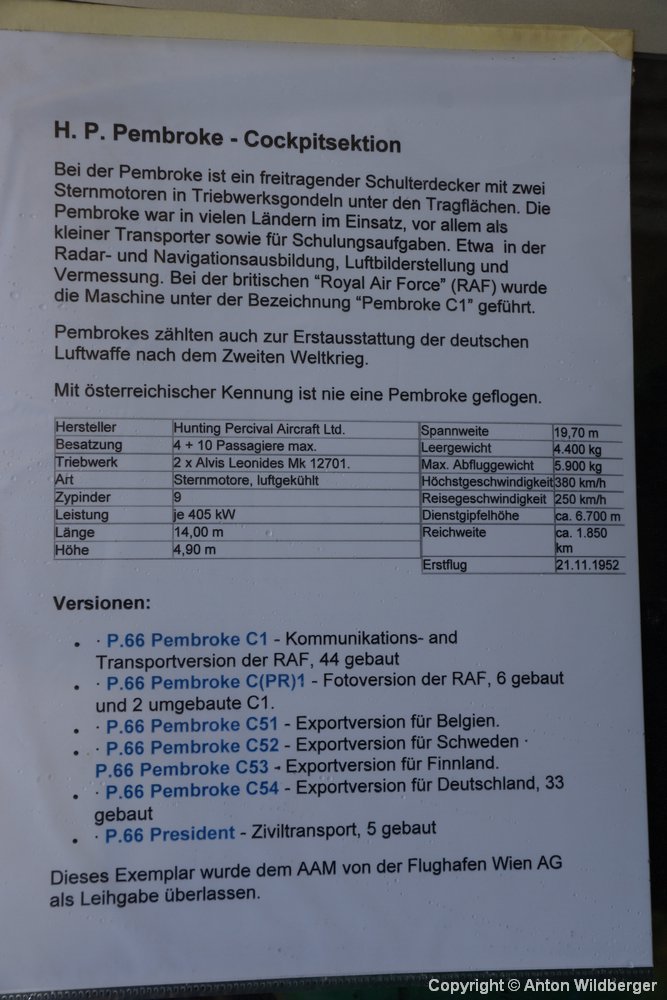 H. P. Pembroke - Cockpitsektion
Bei der Pembroke ist ein freitragender Schulterdecker mit zwei
Sternmotoren in Triebwerksgondeln unter den Tragflächen. Die
Pembroke war in vielen Ländern im Einsatz, vor allem als
kleiner Transporter sowie für Schulungsaufgaben. Etwa in der
Radar- und Navigationsausbildung, Luftbilderstellung und
Vermessung. Bei der britischen “Royal Air Force” (RAF) wurde
die Maschine unter der Bezeichnung “Pembroke C1” geführt.
Pembrokes zählten auch zur Erstausstattung der deutschen
Luftwaffe nach dem Zweiten Weltkrieg.
Mit österreichischer Kennung ist nie eine Pembroke geflogen.
Hersteller Hunting Percival Aircraft Ltd.
Besatzung 4 + 10 Passagiere max.
Triebwerk 2 x Alvis Leonides Mk 12701.
Art Sternmotore, luftgekühlt
Zypinder 9
Leistung je 405 kW
Länge 14,00 m
Höhe 4,90 m
Spannweite 19,70 m
Leergewicht 4.400 kg
Max. Abfluggewicht 5.900 kg
Höchstgeschwindigkeit 380 km/h
Reisegeschwindigkeit 250 km/h
Dienstgipfelhöhe ca. 6.700 m
Reichweite ca. 1.850
km
Erstflug 21.11.1952
Versionen:
• · P.66 Pembroke C1 - Kommunikations- and
Transportversion der RAF, 44 gebaut
• · P.66 Pembroke C(PR)1 - Fotoversion der RAF, 6 gebaut
und 2 umgebaute C1.
• · P.66 Pembroke C51 - Exportversion für Belgien.
• · P.66 Pembroke C52 - Exportversion für Schweden ·
P.66 Pembroke C53 - Exportversion für Finnland.
• · P.66 Pembroke C54 - Exportversion für Deutschland, 33
gebaut
• · P.66 President - Ziviltransport, 5 gebaut
Dieses Exemplar wurde dem AAM von der Flughafen Wien AG
als Leihgabe überlassen.
Copyright © Anton Wildberger